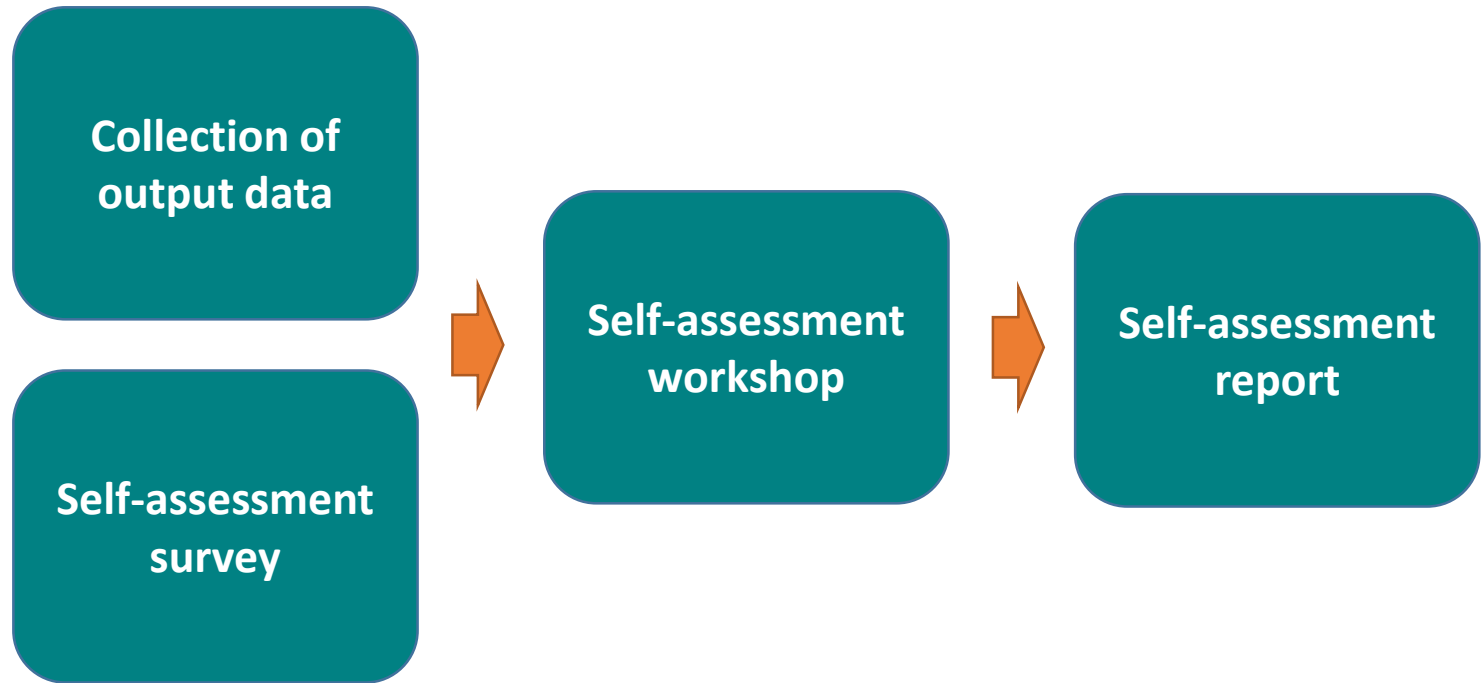 Collection of
output data
Self-assessment
survey
Self-assessment
workshop
Self-assessment
report